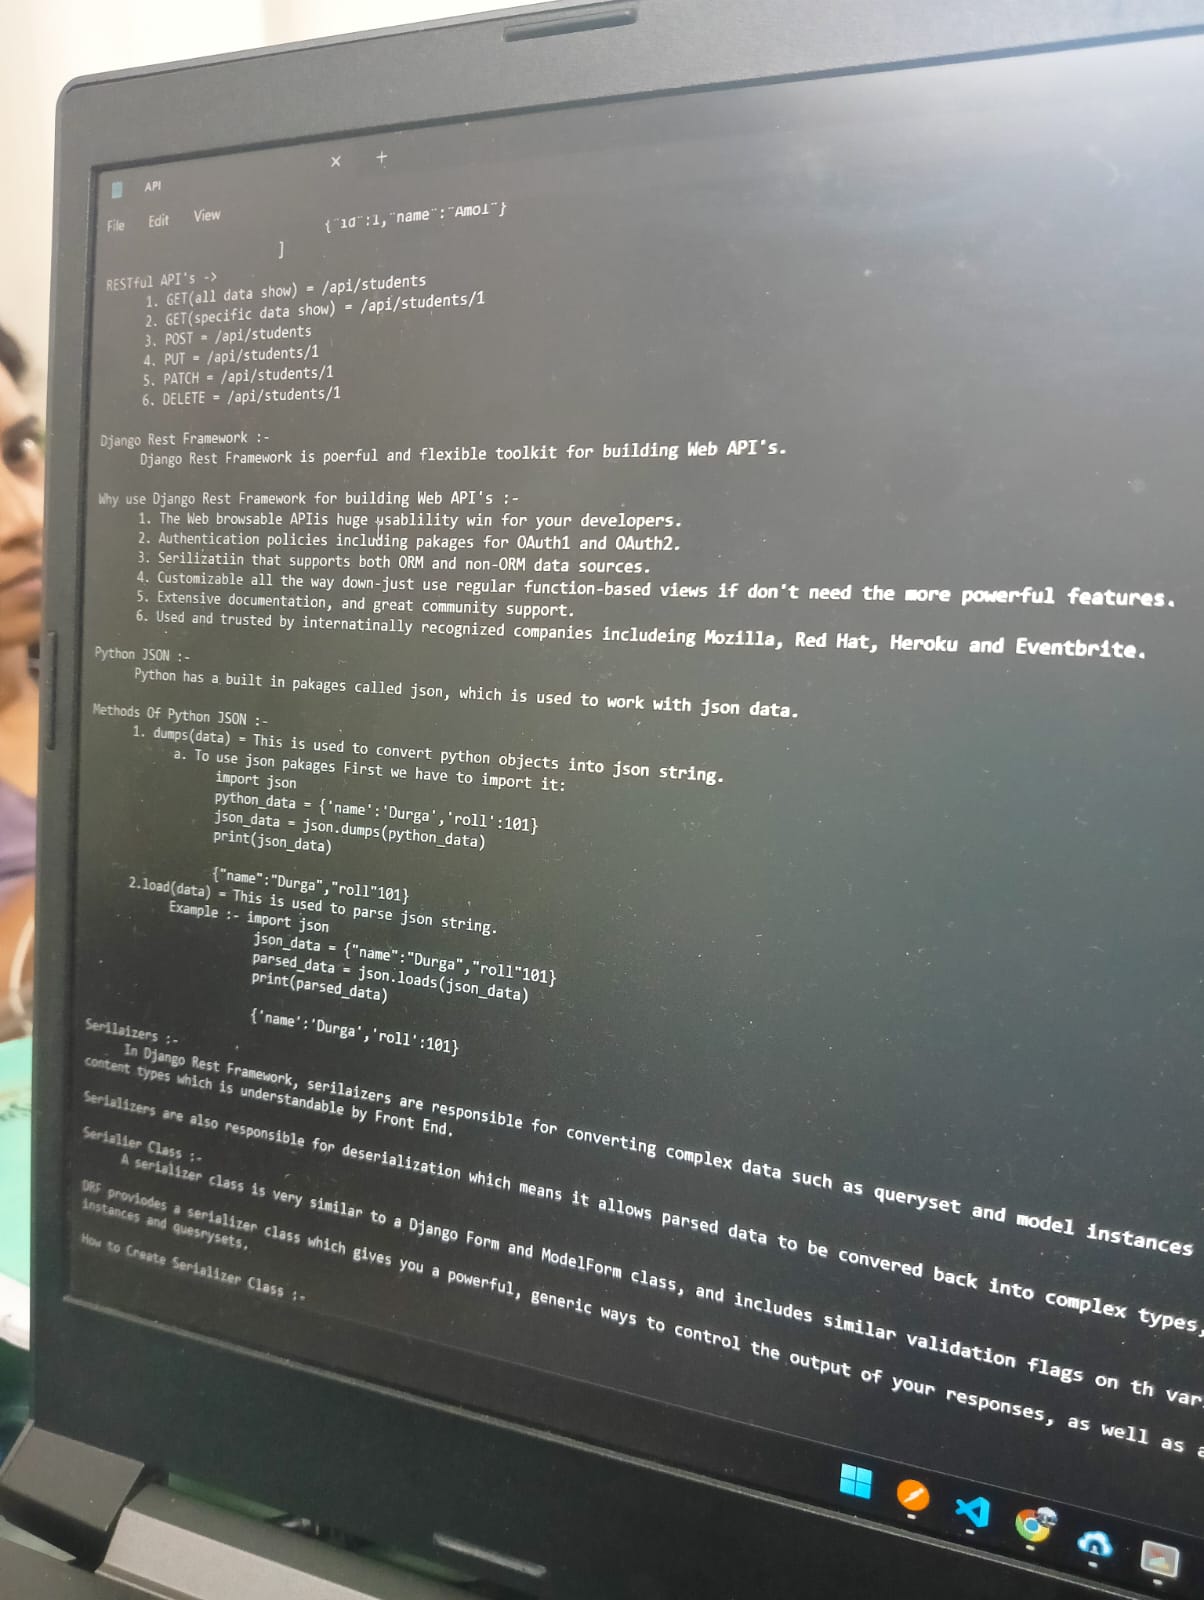 API
File Edit View
{"id":1,"name":"Amol"}
]
RESTful API's ->
1. GET(all data show) = /api/students
2. GET(specific data show) = /api/students/1
3. POST = /api/students
4. PUT = /api/students/1
5. PATCH = /api/students/1
6. DELETE = /api/students/1
Django Rest Framework :-
Django Rest Framework is poerful and flexible toolkit for building Web API's.
Why use Django Rest Framework for building Web API's :-
1. The Web browsable APIis huge usablility win for your developers.
2. Authentication policies including pakages for OAuth1 and OAuth2.
3. Serilizatiin that supports both ORM and non-ORM data sources.
4. Customizable all the way down-just use regular function-based views if don't need the more powerful features.
5. Extensive documentation, and great community support.
6. Used and trusted by internatinally recognized companies includeing Mozilla, Red Hat, Heroku and Eventbrite.
Python JSON :-
Python has a built in pakages called json, which is used to work with json data.
Methods Of Python JSON :-
1. dumps(data) = This is used to convert python objects into json string.
a. To use json pakages First we have to import it:
import json
python_data = {'name':'Durga','roll':101}
json_data = json.dumps(python_data)
print(json_data)
{"name":"Durga","roll"101}
2.load(data) = This is used to parse json string.
Example :- import json
json_data = {"name":"Durga","roll"101}
parsed_data = json.loads(json_data)
print(parsed_data)
{'name':'Durga','roll':101}
Serilaizers :-
In Django Rest Framework, serilaizers are responsible for converting complex data such as queryset and model instances
content types which is understandable by Front End.
Serializers are also responsible for deserialization which means it allows parsed data to be convered back into complex types,
Serialier Class :-
A serializer class is very similar to a Django Form and ModelForm class, and includes similar validation flags on th var
DRF proviodes a serializer class which gives you a powerful, generic ways to control the output of your responses, as well as a
instances and quesrysets.
How to Create Serializer Class :-